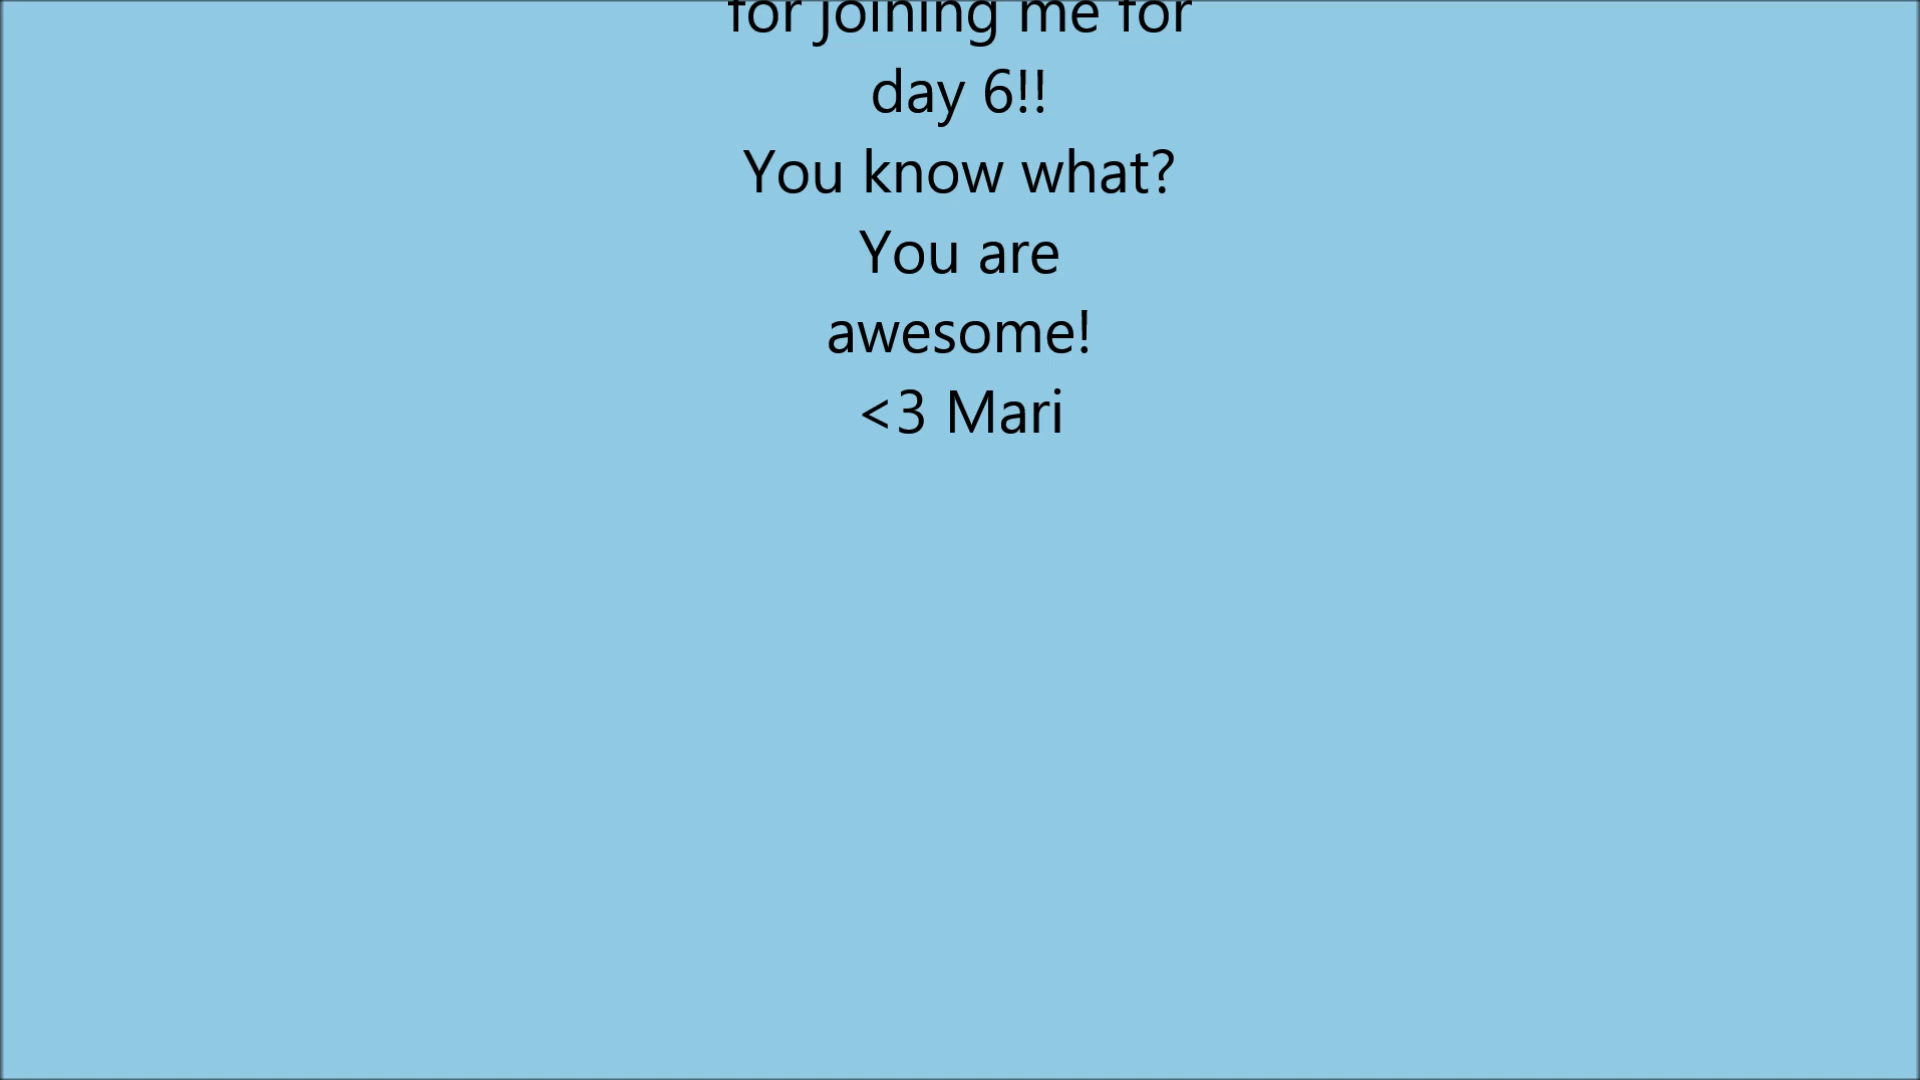 for joining me for
day 6!!
You know what?
You are
awesome!
<3 Mari